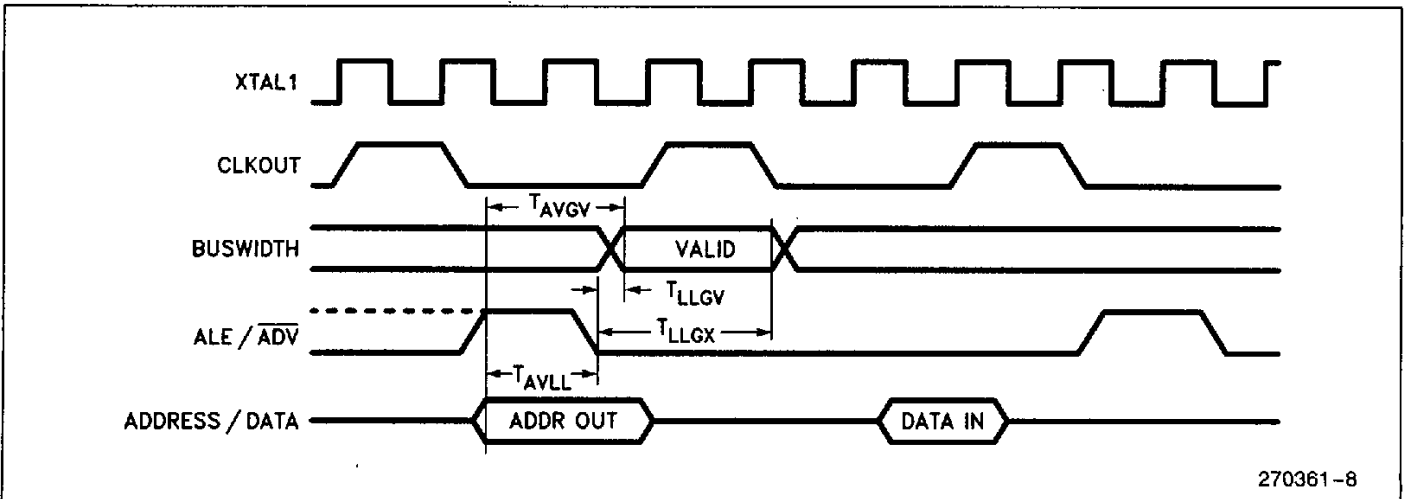 XTAL1
CLKOUT
TAVGV
BUSWIDTH
VALID
TLLGV
ALE / ADV
TLLGX
TAVLL
ADDRESS / DATA
ADDR OUT
DATA IN
270361-8